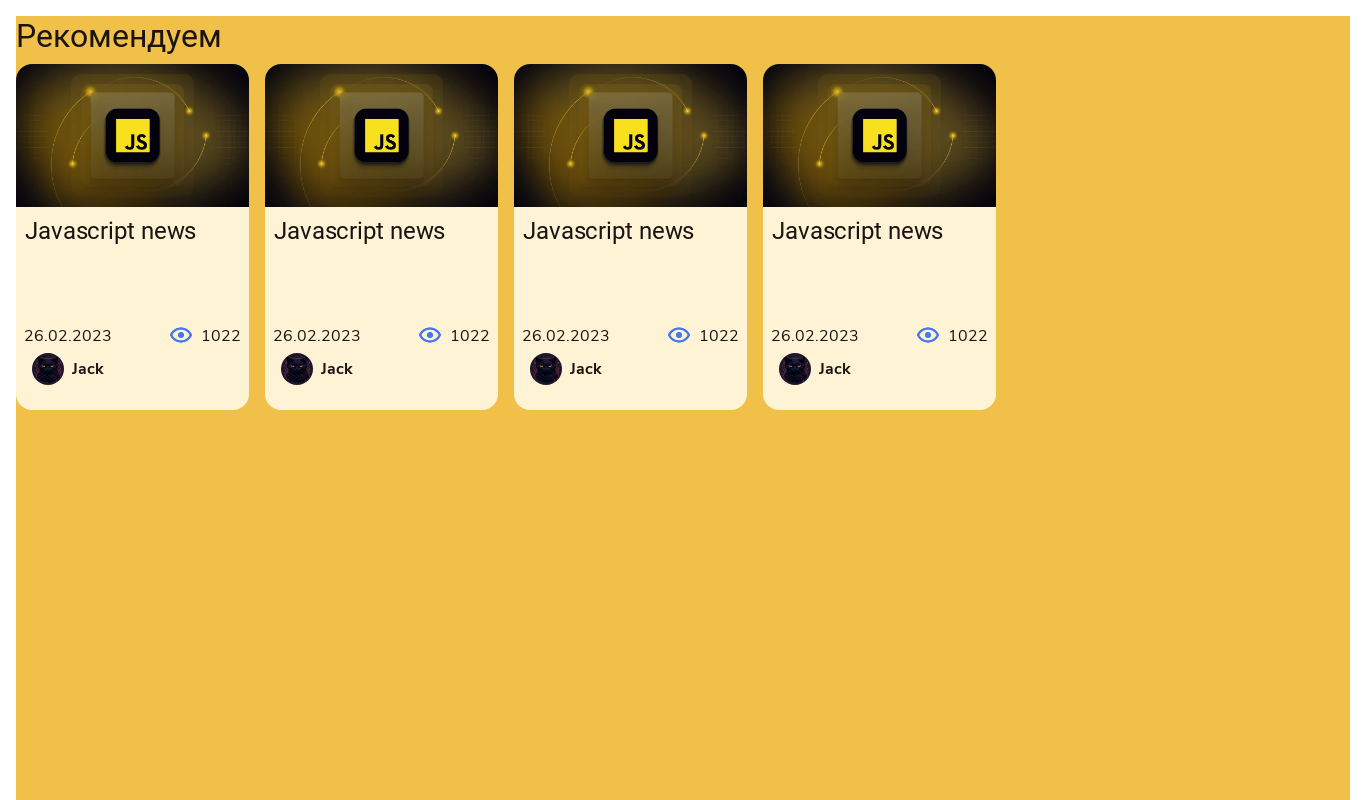 Рекомендуем
JS JS JS JS
Javascript news Javascript news Javascript news Javascript news
26.02.2023 1022 26.02.2023 1022 26.02.2023 1022 26.02.2023 1022
Jack Jack Jack Jack